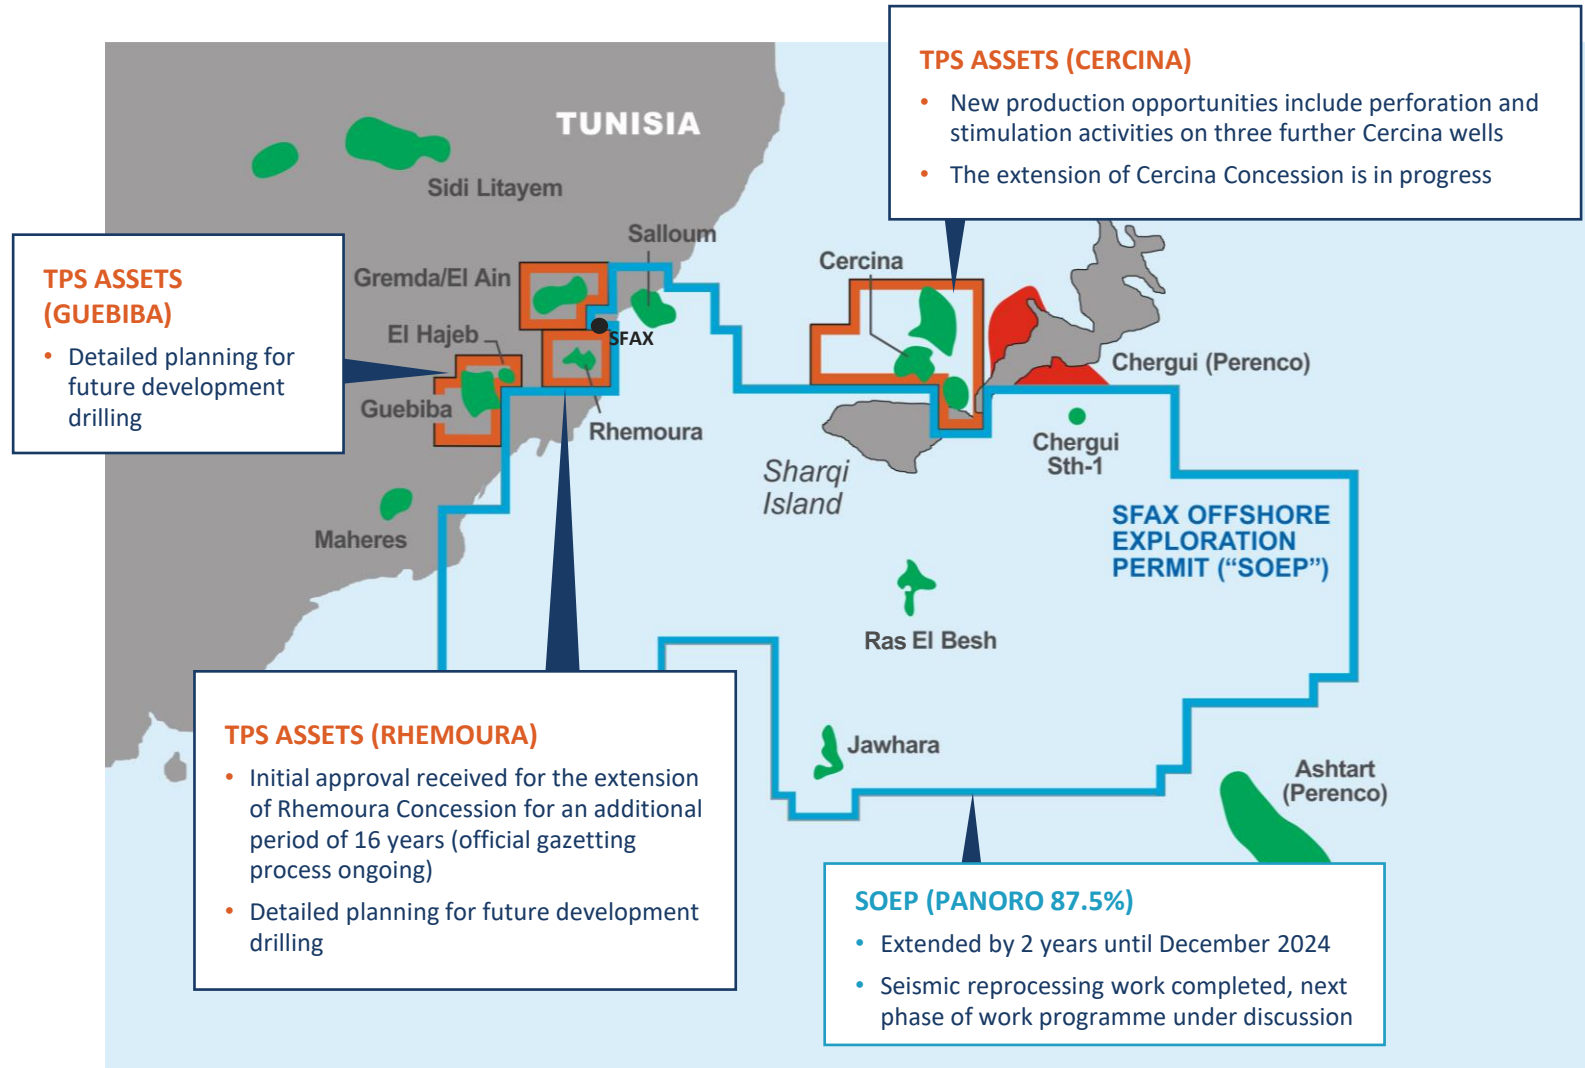 TPS ASSETS (CERCINA)
• New production opportunities include perforation and
stimulation activities on three further Cercina wells
• The extension of Cercina Concession is in progress
TUNISIA
Sidi Litayem
Salloum
Gremda/El Ain
Cercina
TPS ASSETS
(GUEBIBA)
• Detailed planning for
future development
drilling
El Hajeb
SFAX
Chergui (Perenco)
Guebiba
Rhemoura
Chergui
Sth-1
Sharqi
Island
Maheres
SFAX OFFSHORE
EXPLORATION
PERMIT (“SOEP”)
Ras El Besh
TPS ASSETS (RHEMOURA)
• Initial approval received for the extension
of Rhemoura Concession for an additional
period of 16 years (official gazetting
process ongoing)
• Detailed planning for future development
drilling
Jawhara
Ashtart
(Perenco)
SOEP (PANORO 87.5%)
• Extended by 2 years until December 2024
• Seismic reprocessing work completed, next
phase of work programme under discussion